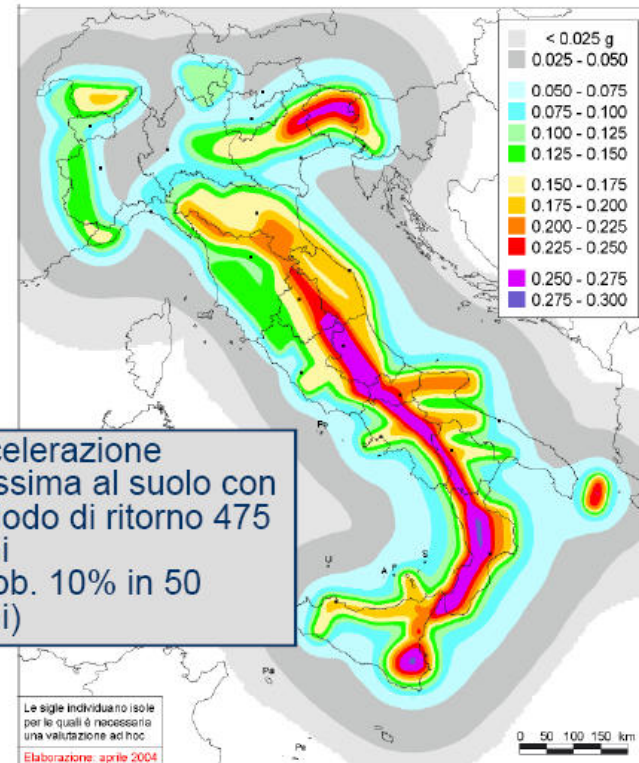 < 0.025 g
0.025 - 0.050
0.050 - 0.075
0.075 - 0.100
0.100 - 0.125
0.125 - 0.150
0.150 - 0.175
0.175 - 0.200
0.200 - 0.225
0.225 - 0.250
0.250 - 0.275
0.275 - 0.300
celerazione
ssima al suolo con
odo di ritorno 475
i
ob. 10% in 50
i)
Po
Ul
A
F
S
Pa
Pe
Le sigle individuano isole
per le quali è necessaria
una valutazione ad hoc
Elaborazione: aprile 2004
0 50 100 150 km